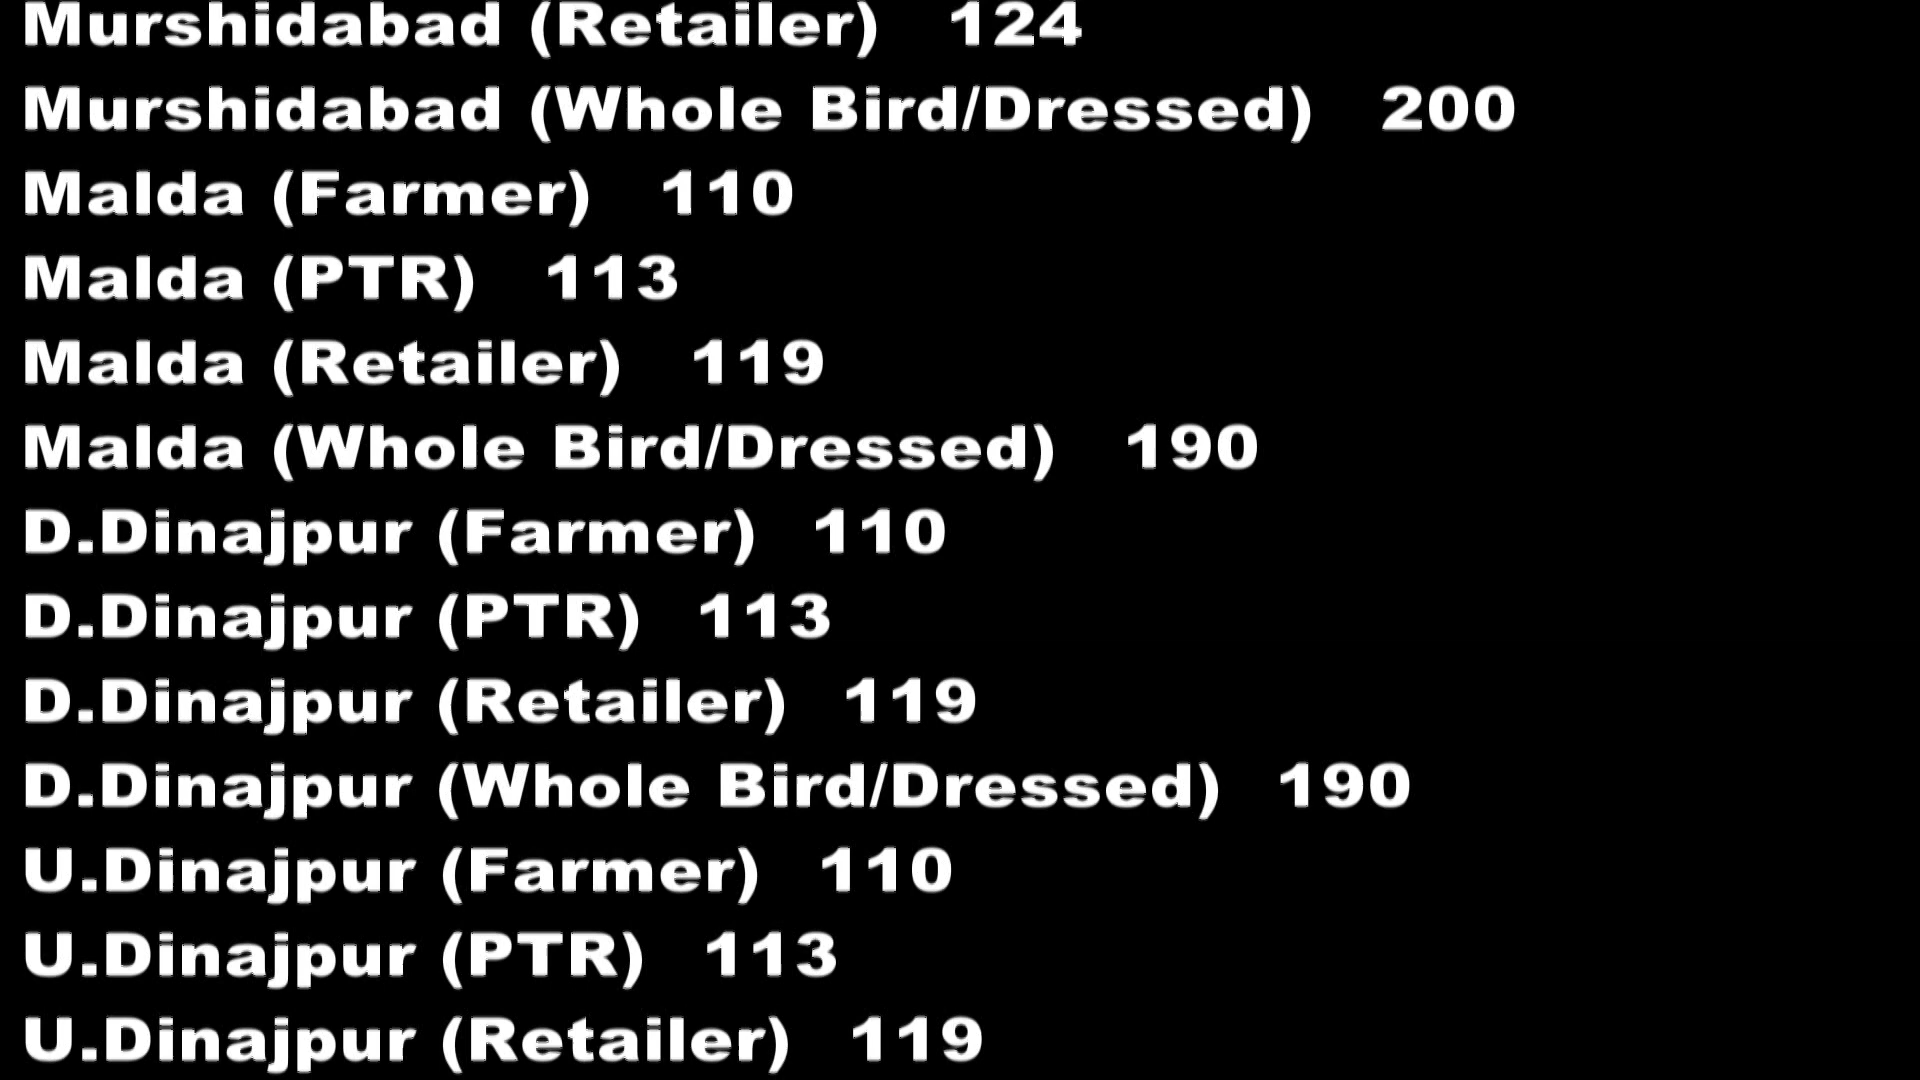 Murshidabad (Retailer) 124
Murshidabad (Whole Bird/Dressed) 200
Malda (Farmer) 110
Malda (PTR) 113
Malda (Retailer) 119
Malda (Whole Bird/Dressed) 190
D.Dinajpur (Farmer) 110
D.Dinajpur (PTR) 113
D.Dinajpur (Retailer) 119
D.Dinajpur (Whole Bird/Dressed) 190
U.Dinajpur (Farmer) 110
U.Dinajpur (PTR) 113
U.Dinajpur (Retailer) 119